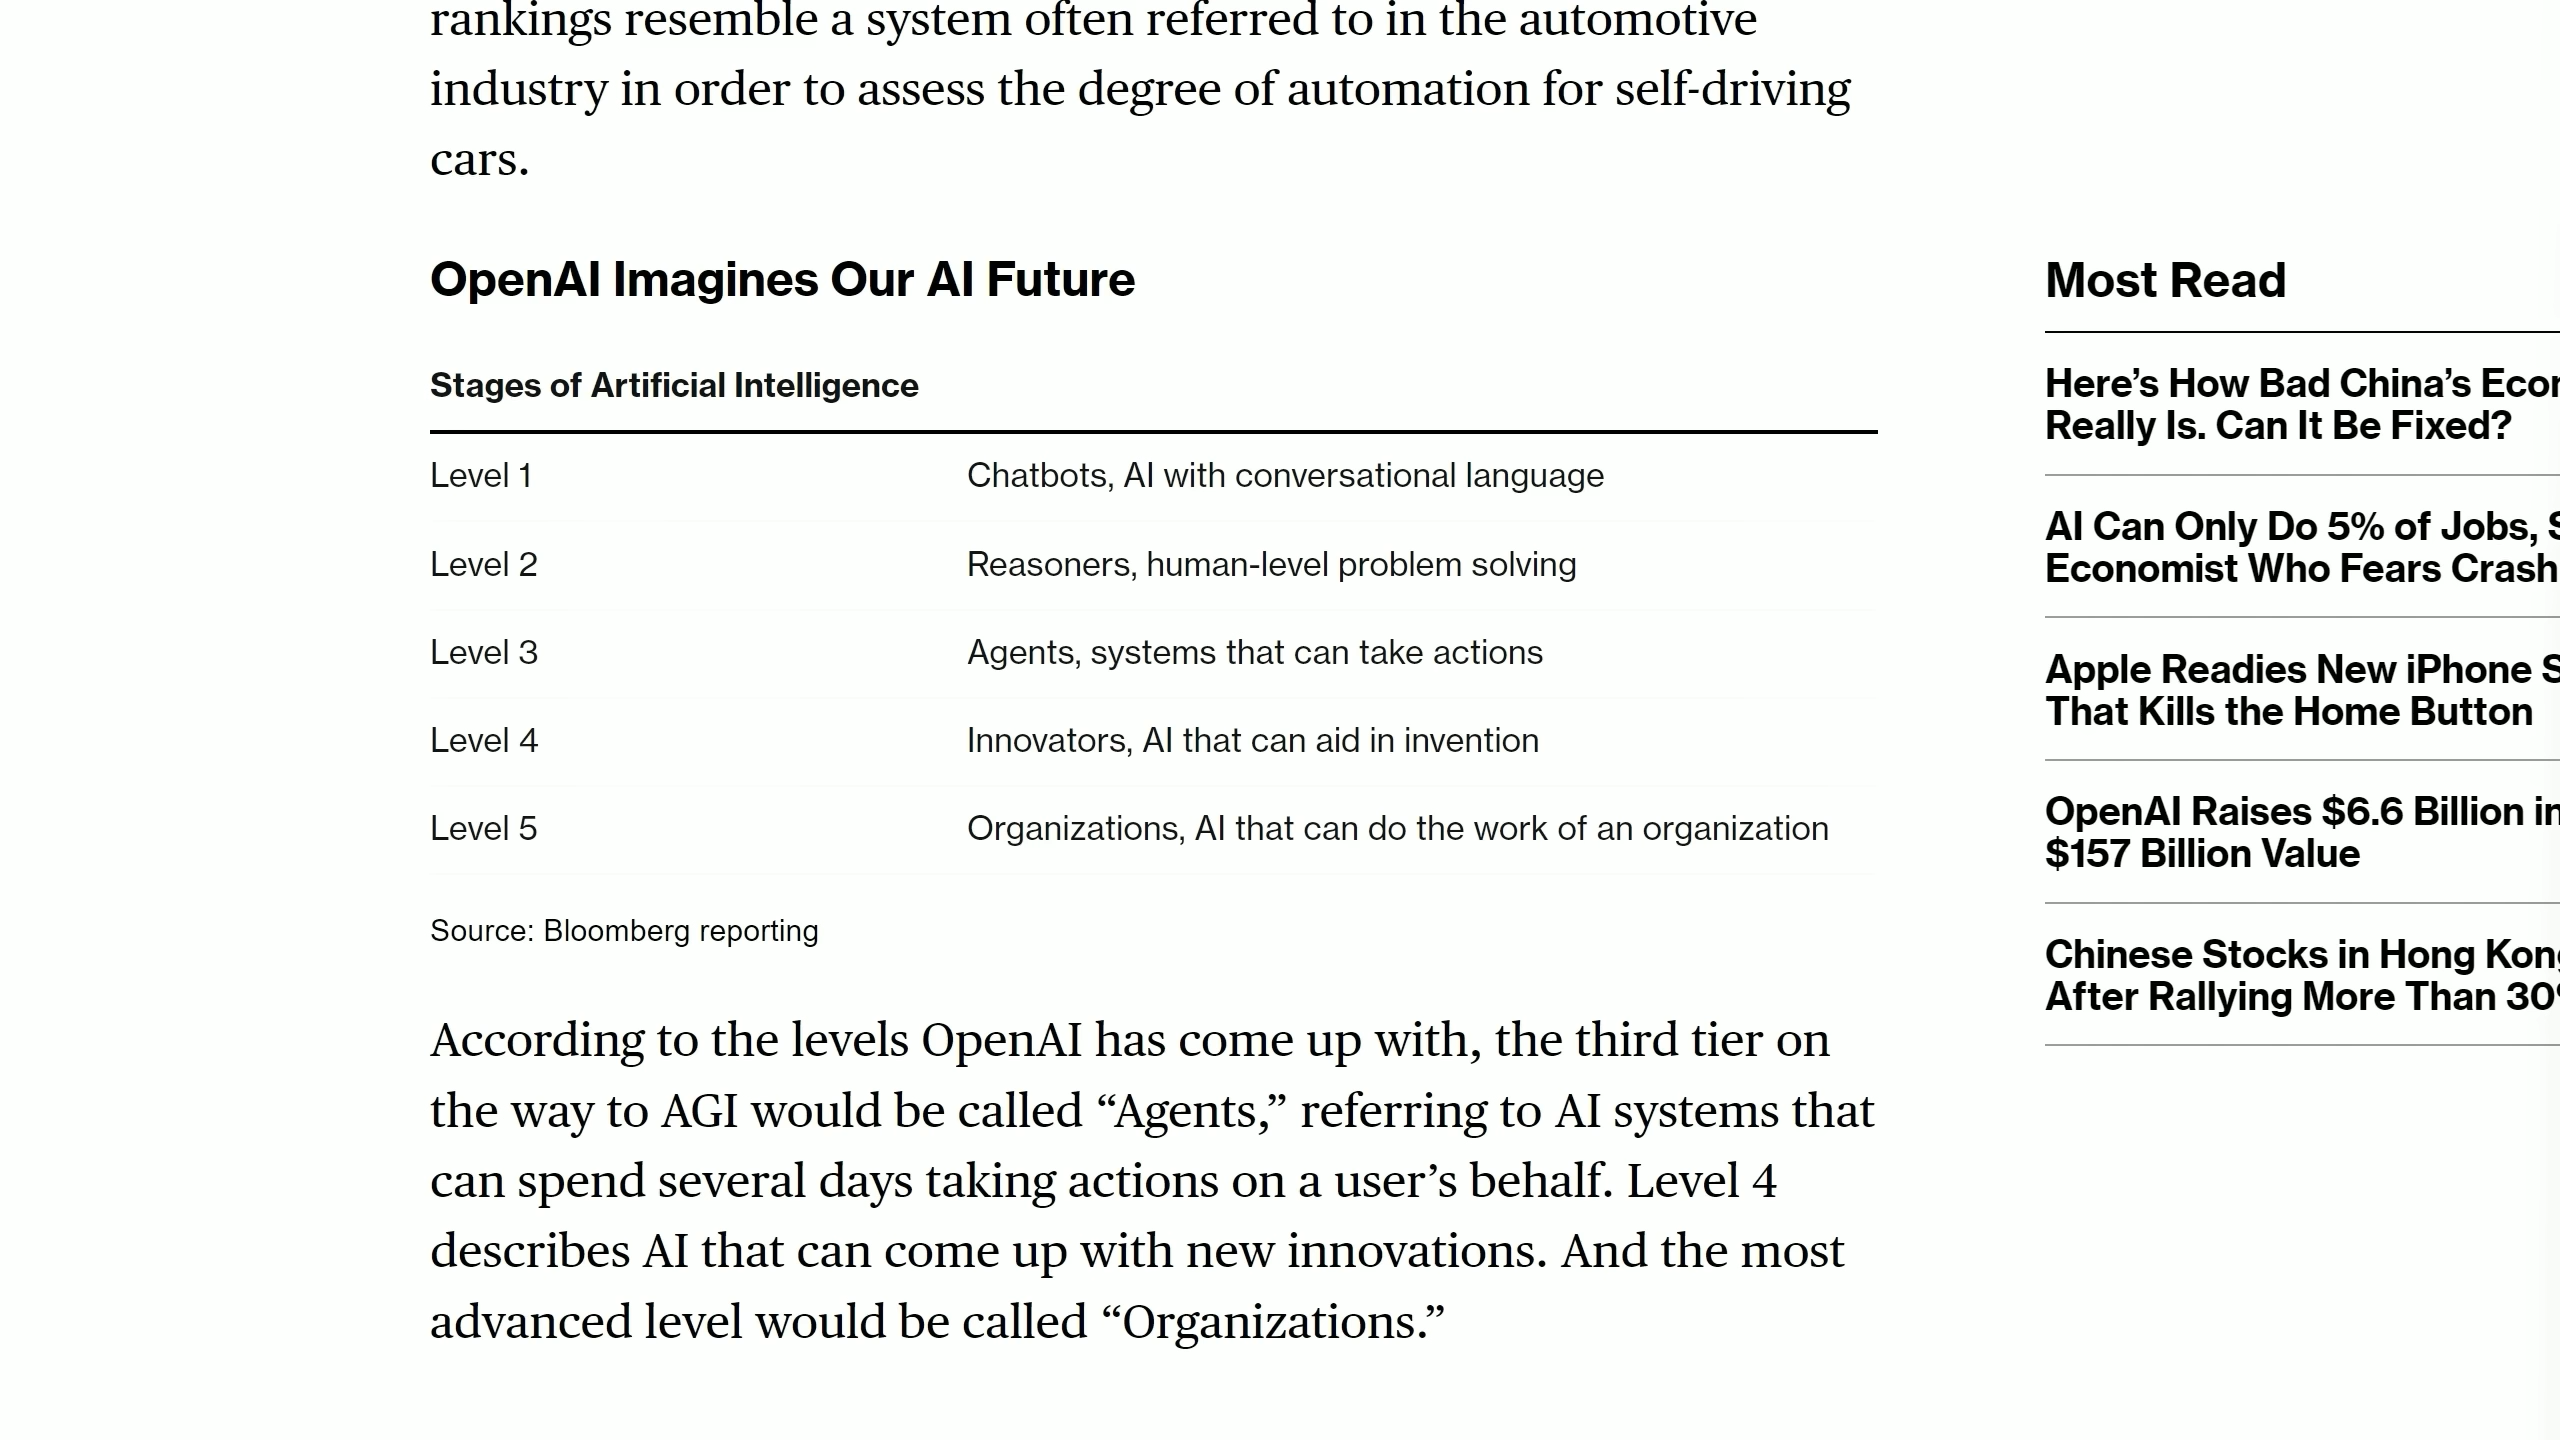 rankings resemble a system often referred to in the automotive
industry in order to assess the degree of automation for self-driving
cars.
OpenAI Imagines Our AI Future
Stages of Artificial Intelligence
Level 1 Chatbots, AI with conversational language
Level 2 Reasoners, human-level problem solving
Level 3 Agents, systems that can take actions
Level 4 Innovators, AI that can aid in invention
Level 5 Organizations, AI that can do the work of an organization
Source: Bloomberg reporting
According to the levels OpenAI has come up with, the third tier on
the way to AGI would be called “Agents,” referring to AI systems that
can spend several days taking actions on a user’s behalf. Level 4
describes AI that can come up with new innovations. And the most
advanced level would be called “Organizations.”
Most Read
Here’s How Bad China’s
Really Is. Can It Be Fixed?
AI Can Only Do 5% of Jobs,
Economist Who Fears Crash
Apple Readies New iPhone
That Kills the Home Button
OpenAI Raises $6.6 Billion
$157 Billion Value
Chinese Stocks in Hong
After Rallying More Than